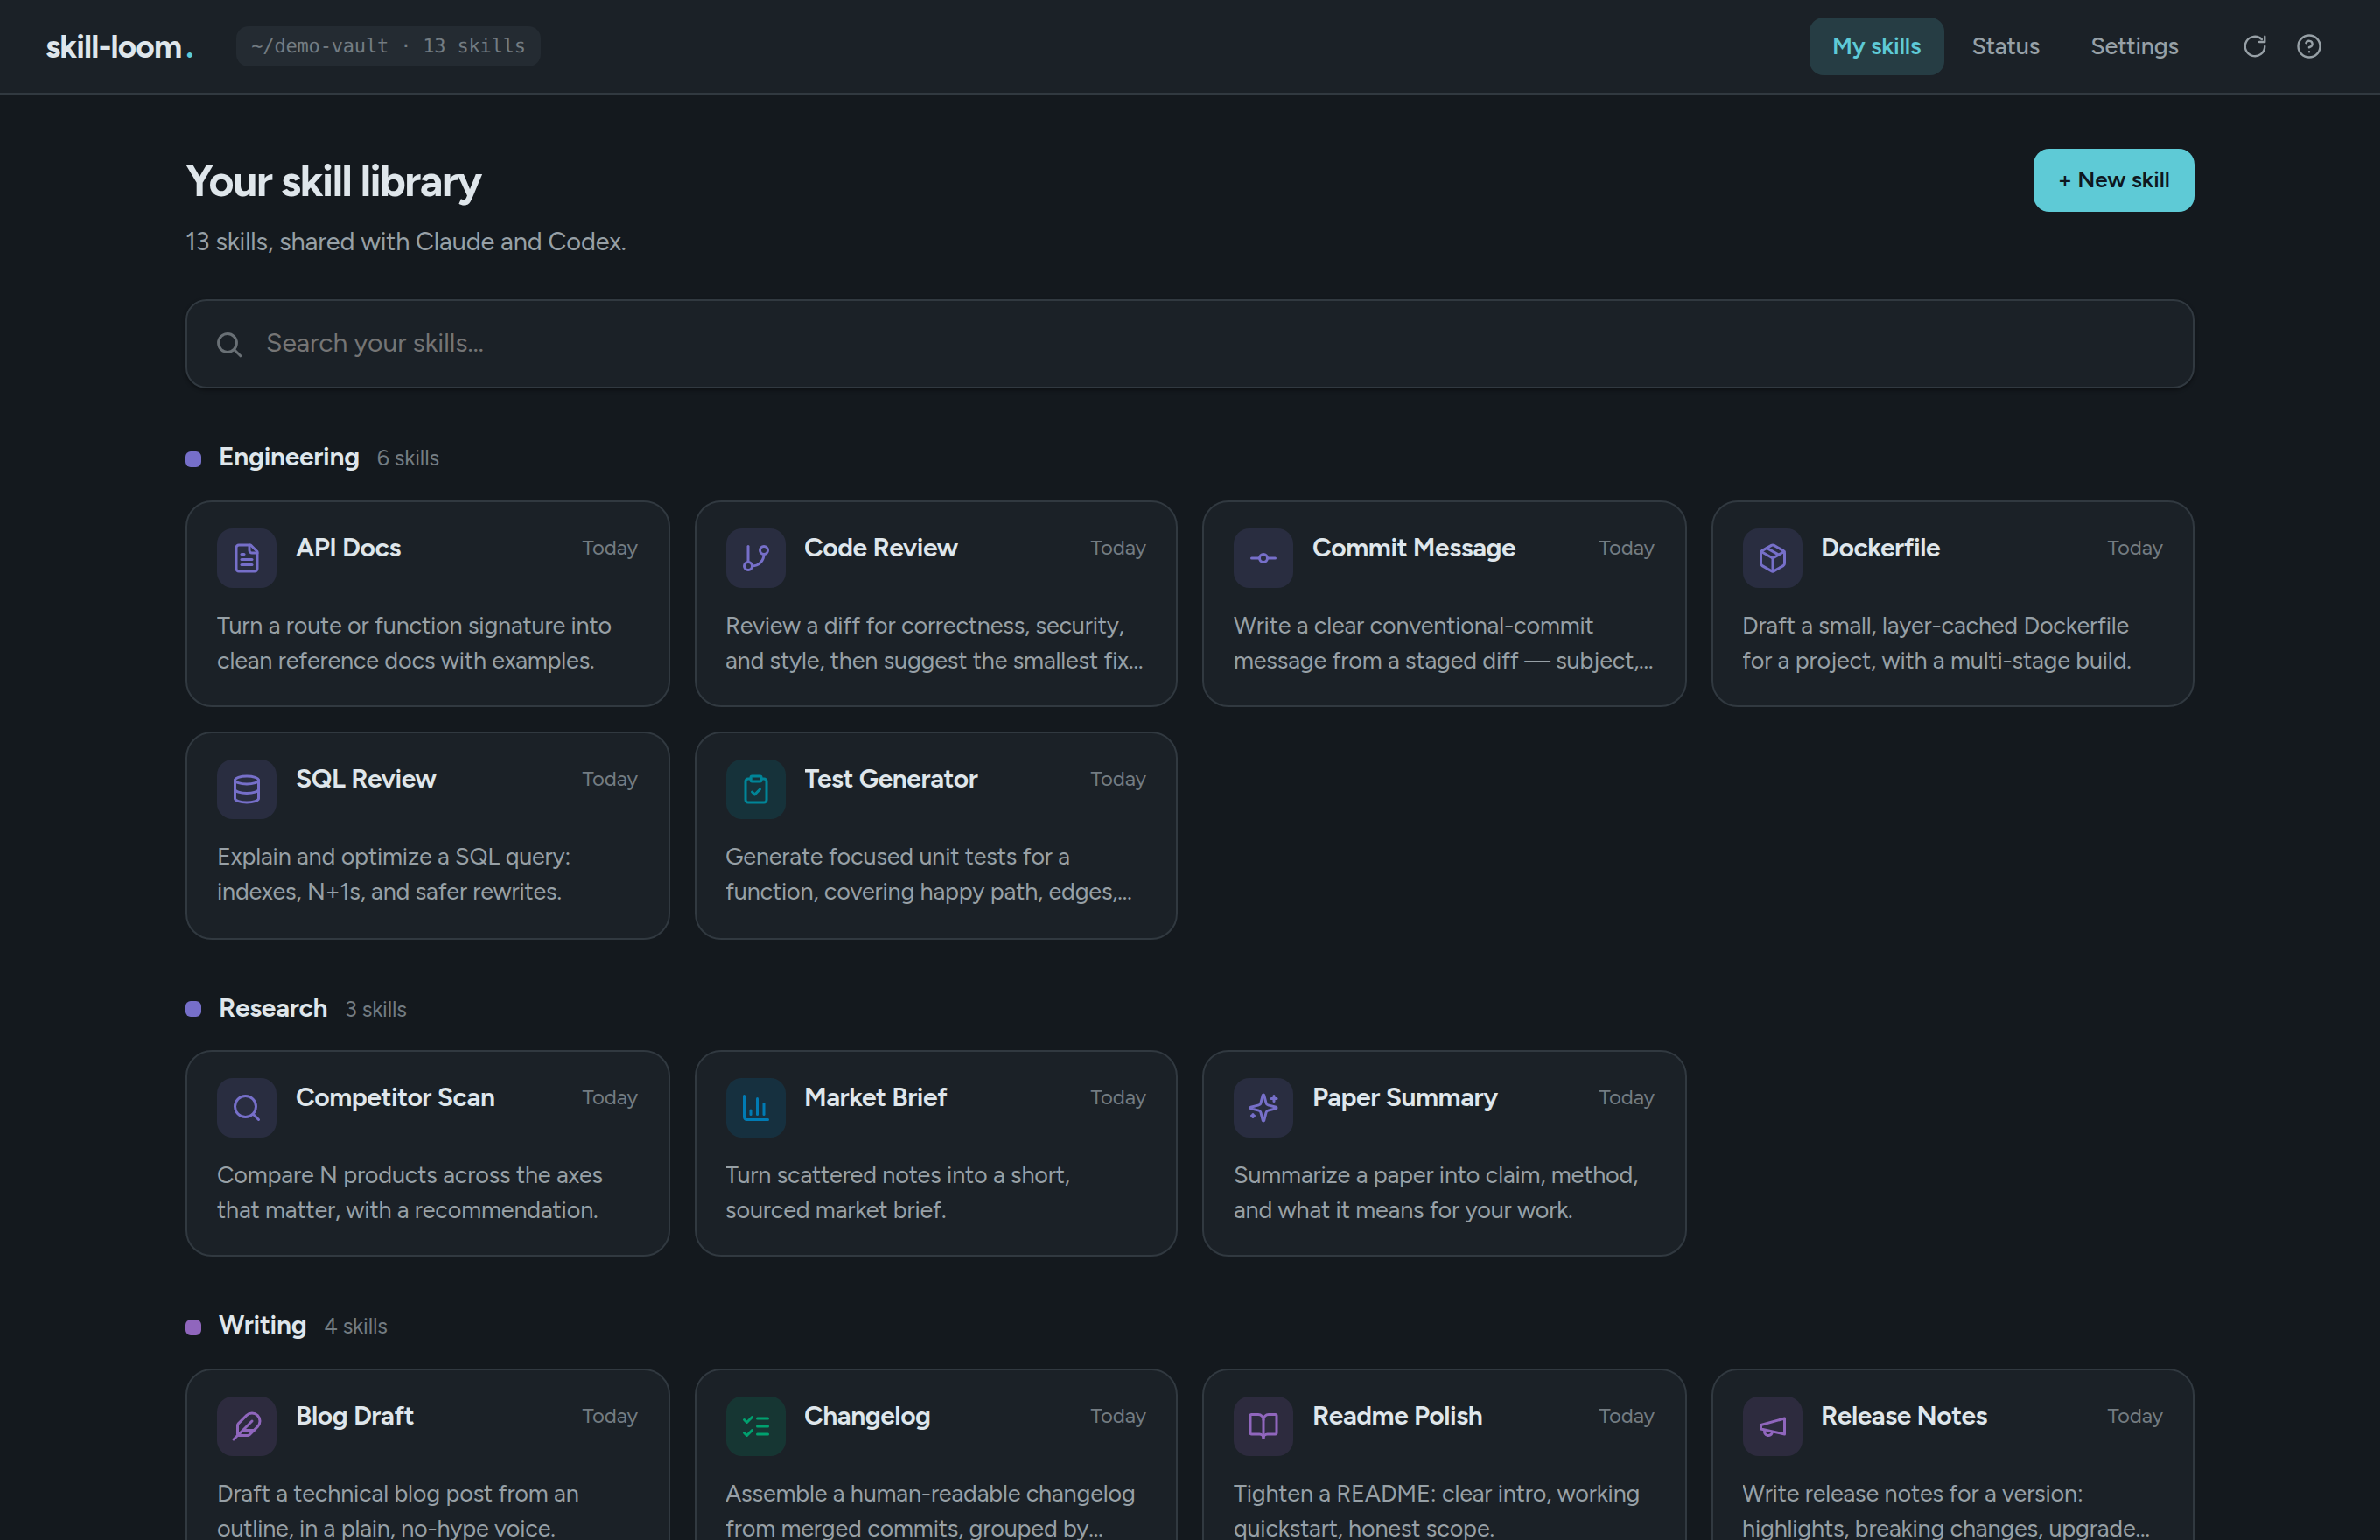 skill-loom.
~/demo-vault · 13 skills
My skills
Status
Settings
Your skill library
+ New skill
13 skills, shared with Claude and Codex.
Search your skills...
Engineering 6 skills
API Docs
Today
Turn a route or function signature into
clean reference docs with examples.
Code Review
Today
Review a diff for correctness, security,
and style, then suggest the smallest fix...
Commit Message
Today
Write a clear conventional-commit
message from a staged diff — subject,...
Dockerfile
Today
Draft a small, layer-cached Dockerfile
for a project, with a multi-stage build.
SQL Review
Today
Explain and optimize a SQL query:
indexes, N+1s, and safer rewrites.
Test Generator
Today
Generate focused unit tests for a
function, covering happy path, edges,...
Research 3 skills
Competitor Scan
Today
Compare N products across the axes
that matter, with a recommendation.
Market Brief
Today
Turn scattered notes into a short,
sourced market brief.
Paper Summary
Today
Summarize a paper into claim, method,
and what it means for your work.
Writing 4 skills
Blog Draft
Today
Draft a technical blog post from an
outline, in a plain, no-hype voice.
Changelog
Today
Assemble a human-readable changelog
from merged commits, grouped by...
Readme Polish
Today
Tighten a README: clear intro, working
quickstart, honest scope.
Release Notes
Today
Write release notes for a version:
highlights, breaking changes, upgrade...